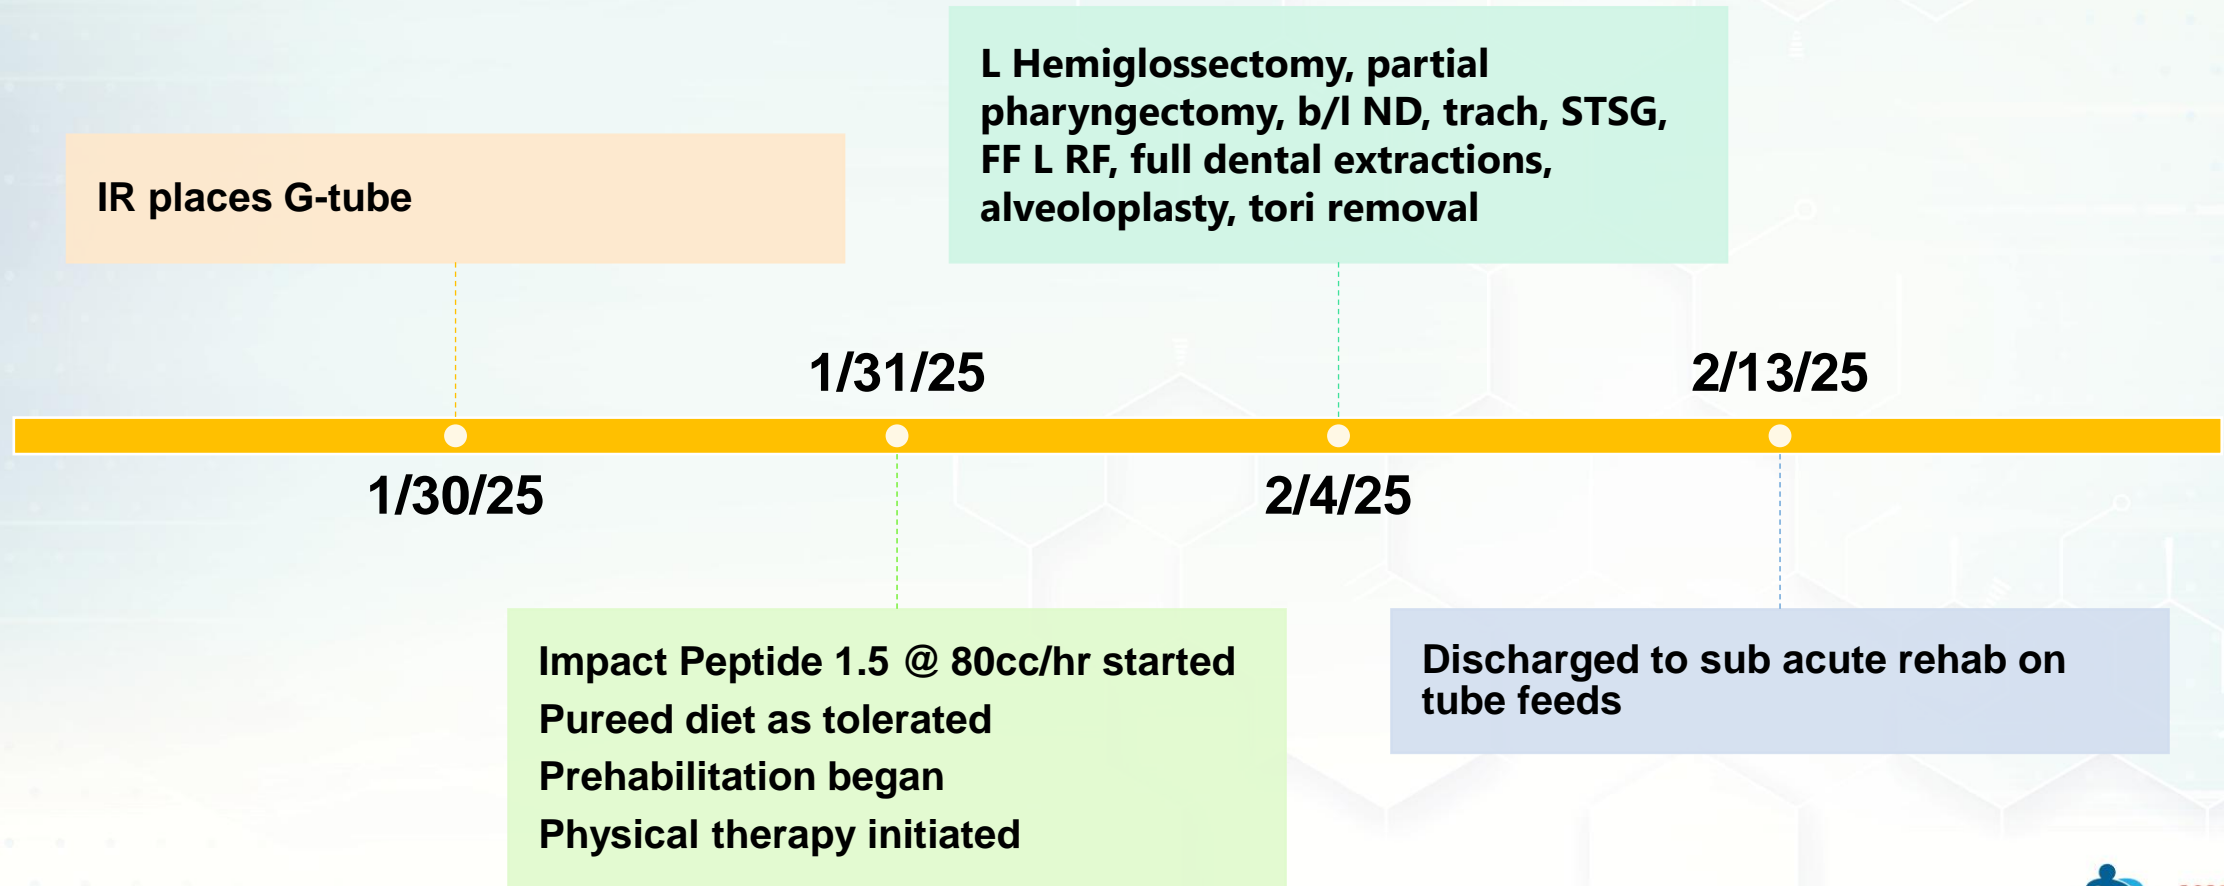 IR places G-tube
1/30/25
1/31/25
Impact Peptide 1.5 @ 80cc/hr started
Pureed diet as tolerated
Prehabilitation began
Physical therapy initiated
L Hemiglossectomy, partial
pharyngectomy, b/l ND, trach, STSG,
FF L RF, full dental extractions,
alveoloplasty, tori removal
2/4/25
2/13/25
Discharged to sub acute rehab on
tube feeds